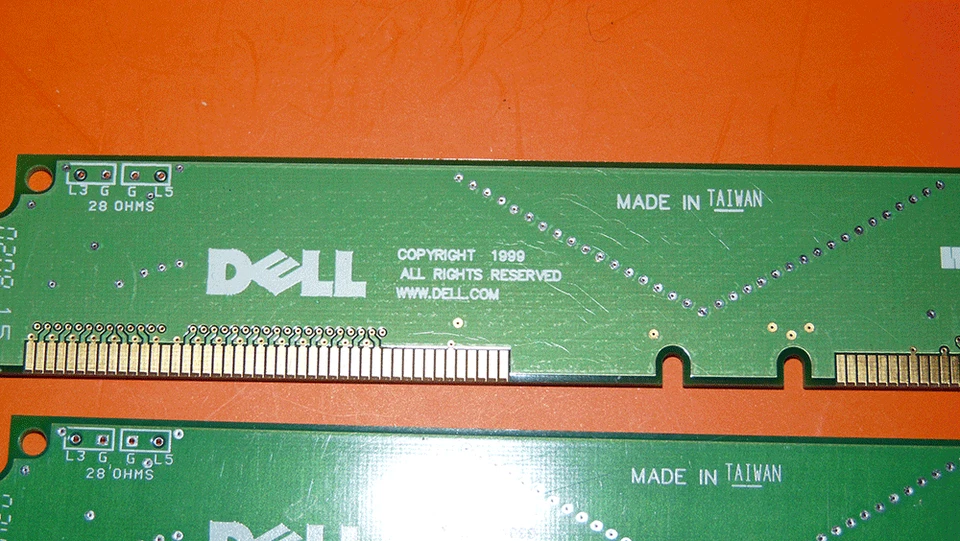 L3 G G L5
28 OHMS
MADE IN TAIWAN
DELL
COPYRIGHT 1999
ALL RIGHTS RESERVED
WWW.DELL.COM
L3 G G L5
28 OHMS
MADE IN TAIWAN
DELL